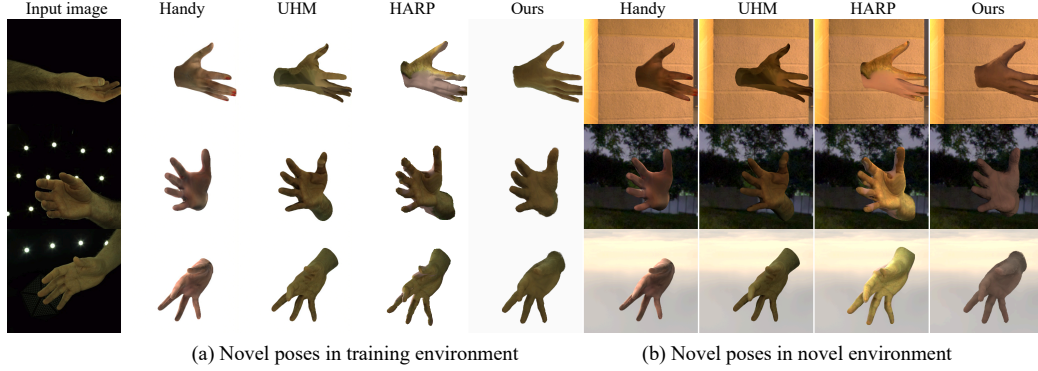 Input image Handy UHM HARP Ours Handy UHM HARP Ours
(a) Novel poses in training environment (b) Novel poses in novel environment